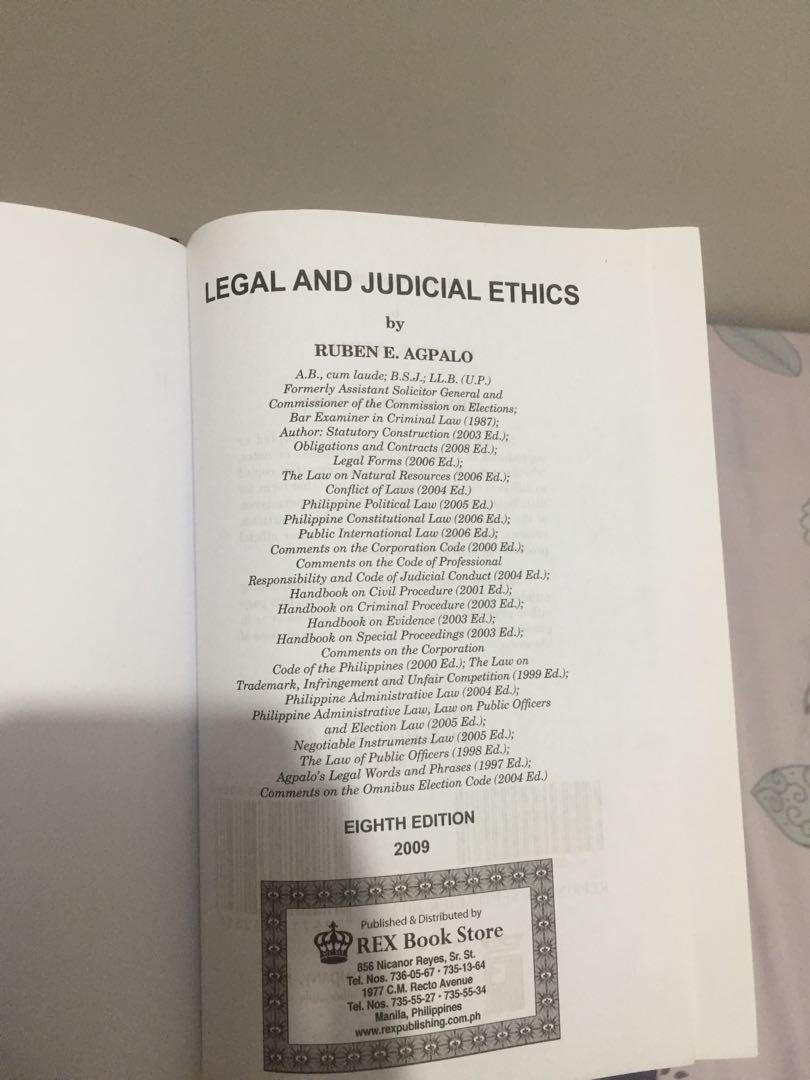 LEGAL AND JUDICIAL ETHICS
by
RUBEN E. AGPALO
A.B., cum laude; B.S.J.; LL.B. (U.P.)
Formerly Assistant Solicitor General and
Commissioner of the Commission on Elections;
Bar Examiner in Criminal Law (1987);
Author: Statutory Construction (2003 Ed.);
Obligations and Contracts (2008 Ed.);
Legal Forms (2006 Ed.);
The Law on Natural Resources (2006 Ed.);
Conflict of Laws (2004 Ed.)
Philippine Political Law (2005 Ed.)
Philippine Constitutional Law (2006 Ed.);
Public International Law (2006 Ed.);
Comments on the Corporation Code (2000 Ed.);
Comments on the Code of Professional
Responsibility and Code of Judicial Conduct (2004 Ed.);
Handbook on Civil Procedure (2001 Ed.);
Handbook on Criminal Procedure (2003 Ed.);
Handbook on Evidence (2003 Ed.);
Handbook on Special Proceedings (2003 Ed.);
Comments on the Corporation
Code of the Philippines (2000 Ed.); The Law on
Trademark, Infringement and Unfair Competition (1999 Ed.);
Philippine Administrative Law (2004 Ed.);
Philippine Administrative Law, Law on Public Officers
and Election Law (2005 Ed.);
Negotiable Instruments Law (2005 Ed.);
The Law of Public Officers (1998 Ed.);
Agpalo's Legal Words and Phrases (1997 Ed.);
Comments on the Omnibus Election Code (2004 Ed.)
EIGHTH EDITION
2009
Published & Distributed by
REX Book Store
856 Nicanor Reyes, Sr. St.
Tel. Nos. 736-05-67 • 735-13-64
1977 C.M. Recto Avenue
Tel. Nos. 735-55-27 • 735-55-34
Manila, Philippines
www.rexpublishing.com.ph